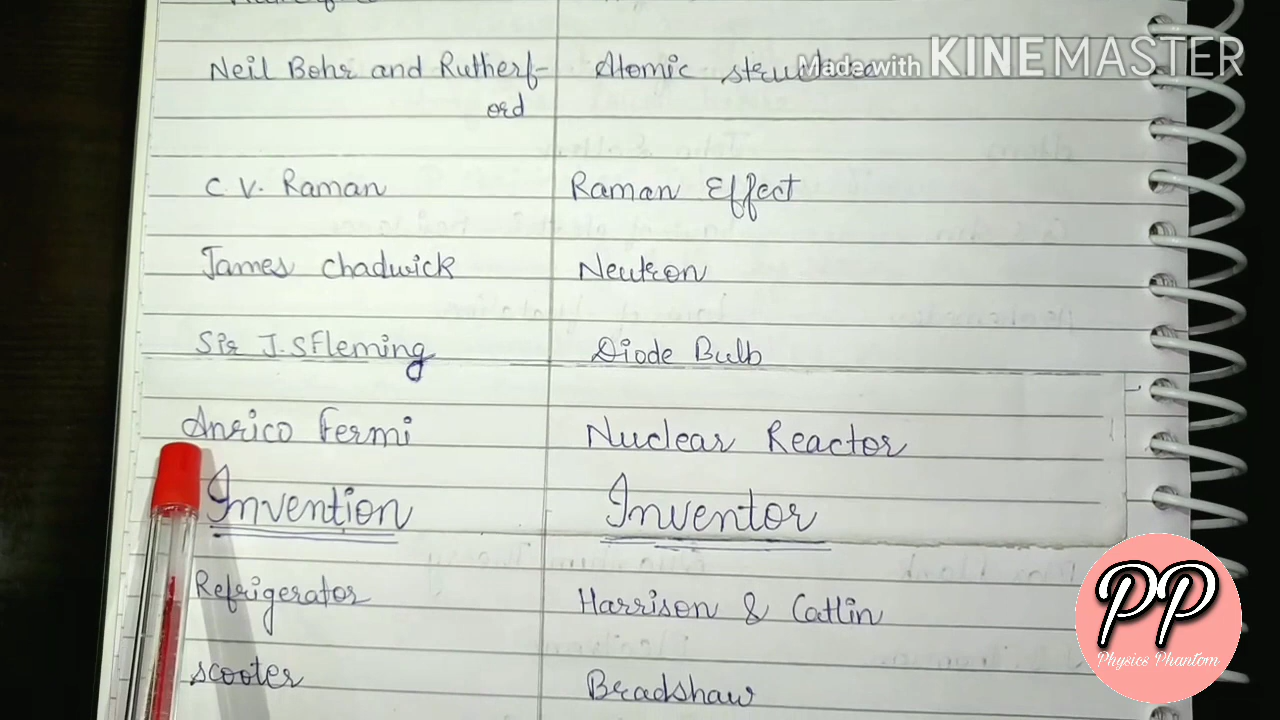 Neil Bohr and Rutherf- Atomic structure
ord
Made with KINEMASTER
C V. Raman Raman Effect
James Chadwick Neutron
Sir J.S Fleming Diode Bulb
Anrico Fermi Nuclear Reactor
Invention Inventor
Refrigerator Harrison & Catlin
Scooter Bradshaw
PP
Physics Phantom